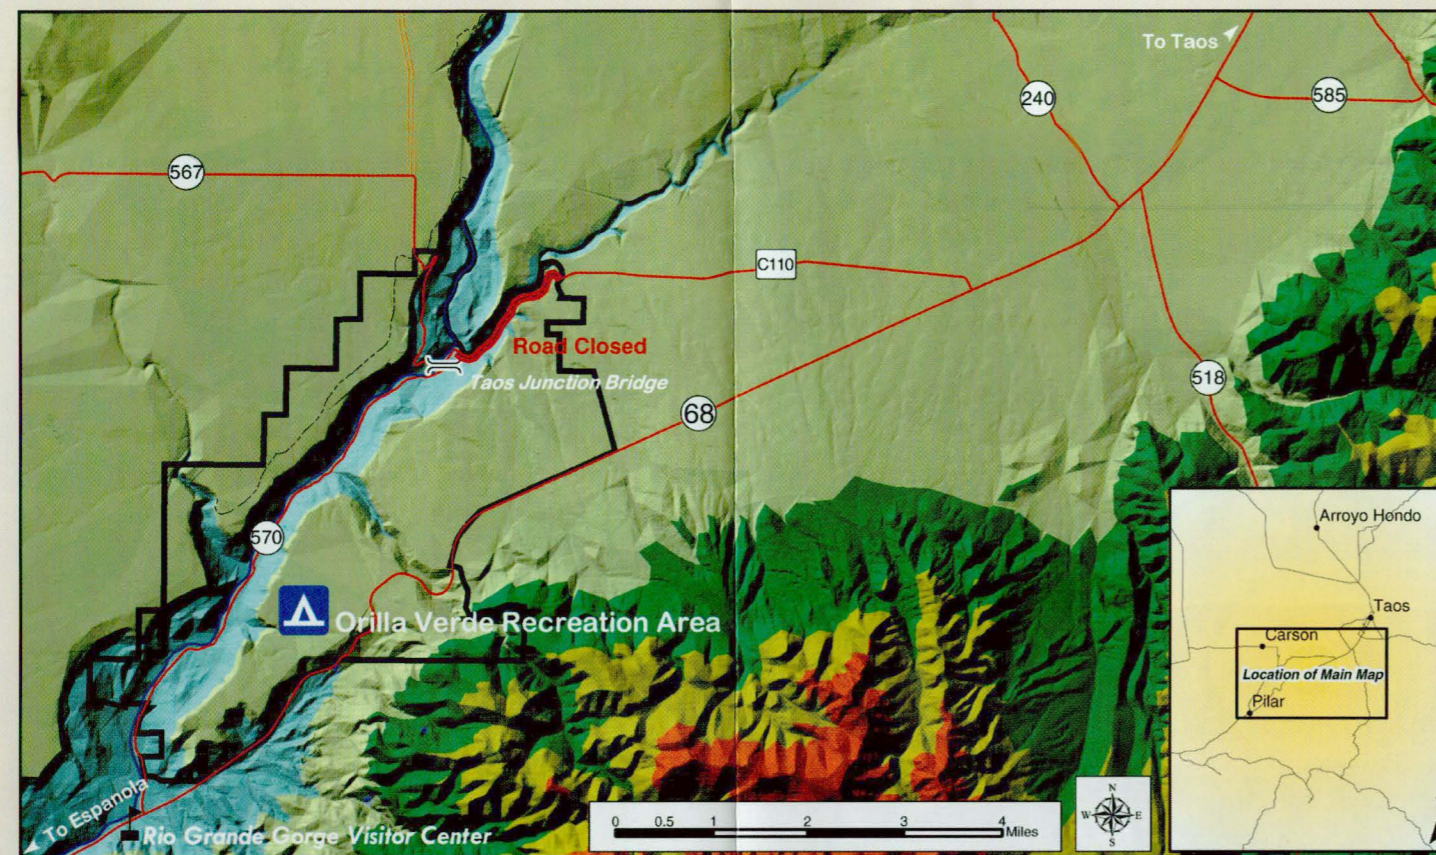 To Taos
240
585
567
C110
Road Closed
Taos Junction Bridge
518
68
570
Orilla Verde Recreation Area
Arroyo Hondo
Taos
Carson
Location of Main Map
Pilar
To Espanola
Rio Grande Gorge Visitor Center
0 0.5 1 2 3 4
Miles
N
W E
S